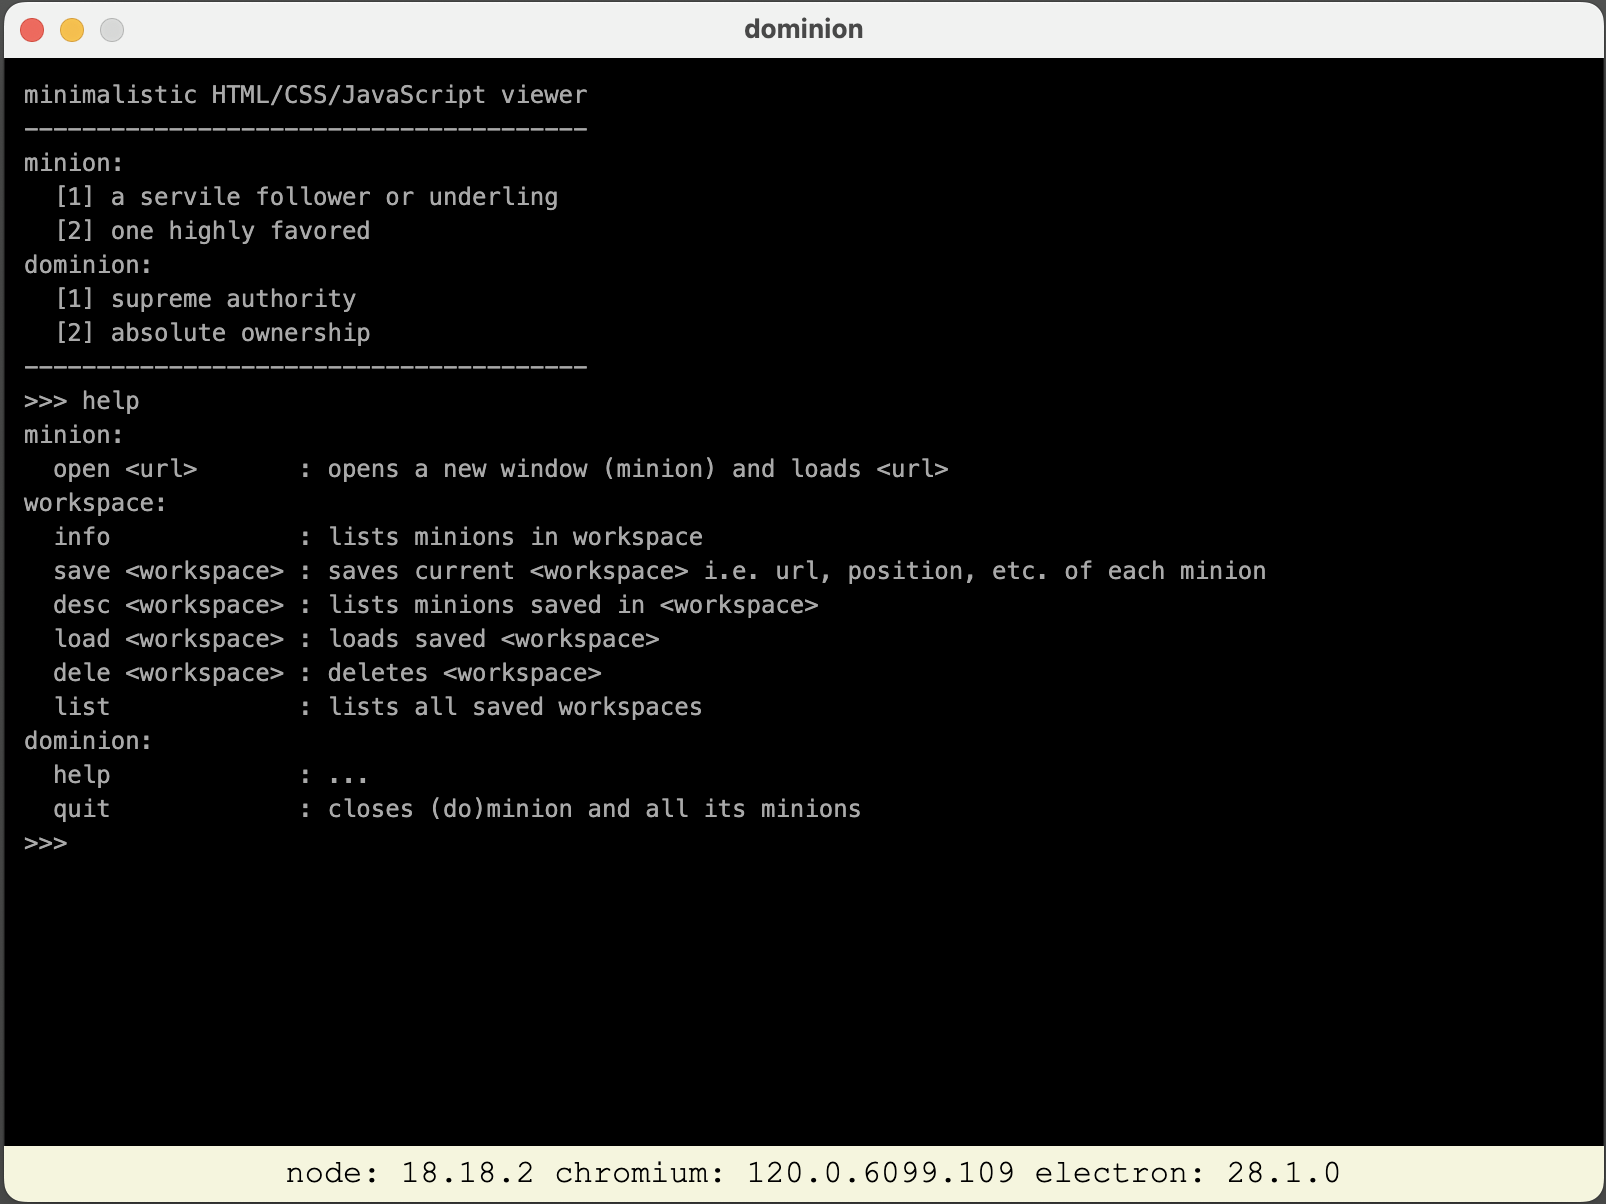 dominion
minimalistic HTML/CSS/JavaScript viewer
---------------------------------------
minion:
  [1] a servile follower or underling
  [2] one highly favored
dominion:
  [1] supreme authority
  [2] absolute ownership
---------------------------------------
>>> help
minion:
  open <url>       : opens a new window (minion) and loads <url>
workspace:
  info             : lists minions in workspace
  save <workspace> : saves current <workspace> i.e. url, position, etc. of each minion
  desc <workspace> : lists minions saved in <workspace>
  load <workspace> : loads saved <workspace>
  dele <workspace> : deletes <workspace>
  list             : lists all saved workspaces
dominion:
  help             : ...
  quit             : closes (do)minion and all its minions
>>>
node: 18.18.2 chromium: 120.0.6099.109 electron: 28.1.0